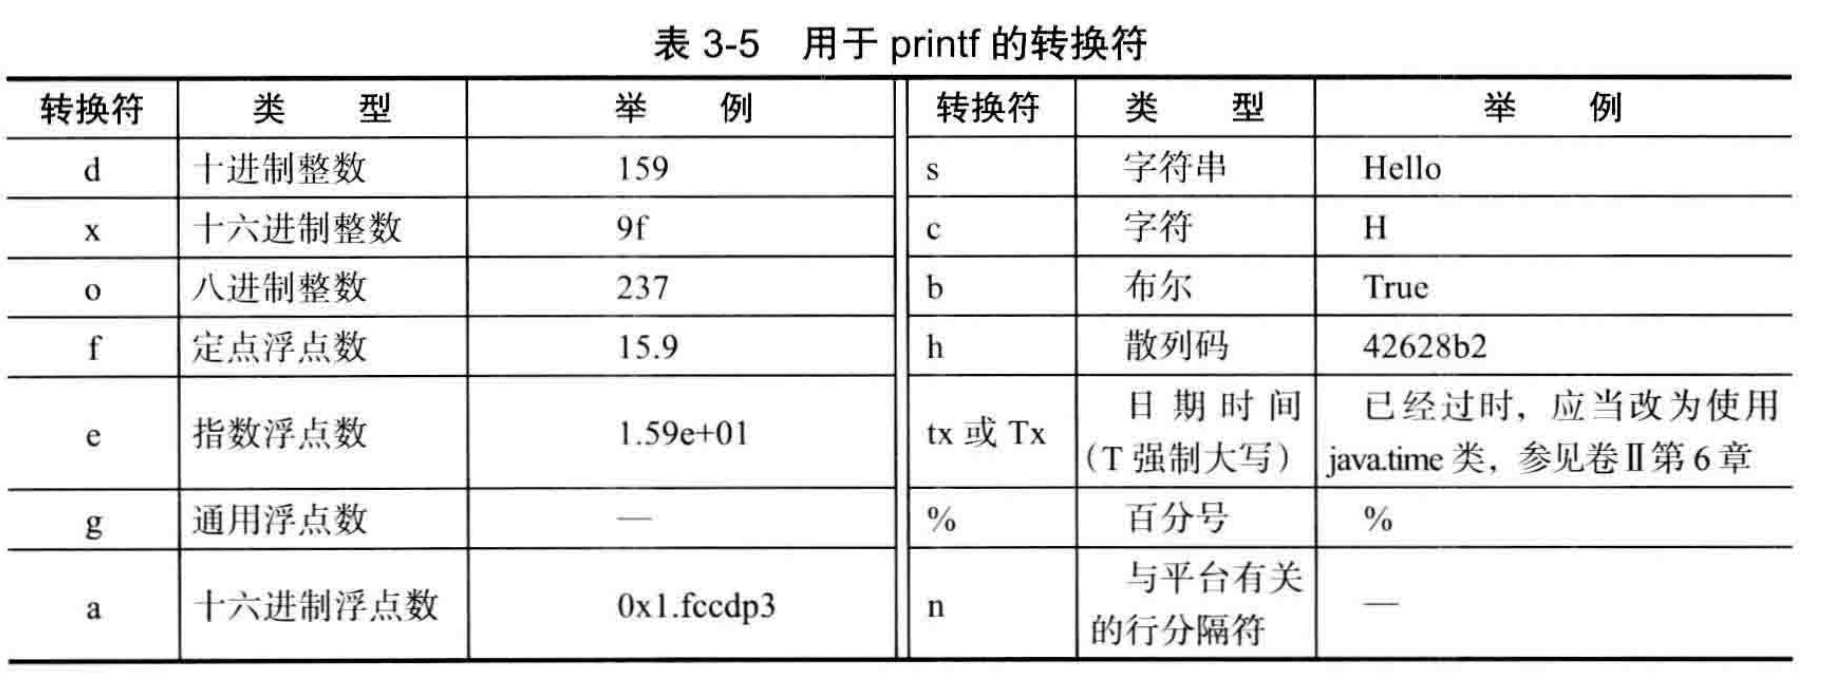 表 3-5 用于 printf 的转换符
转换符 类 型 举 例 转换符 类 型 举 例
d 十进制整数 159 s 字符串 Hello
x 十六进制整数 9f c 字符 H
o 八进制整数 237 b 布尔 True
f 定点浮点数 15.9 h 散列码 42628b2
e 指数浮点数 1.59e+01 tx 或 Tx 日期时间
(T 强制大写) 已经过时，应当改为使用
java.time 类，参见卷Ⅱ第 6 章
g 通用浮点数 — % 百分号 %
a 十六进制浮点数 0x1.fccdp3 n 与平台有关
的行分隔符 —